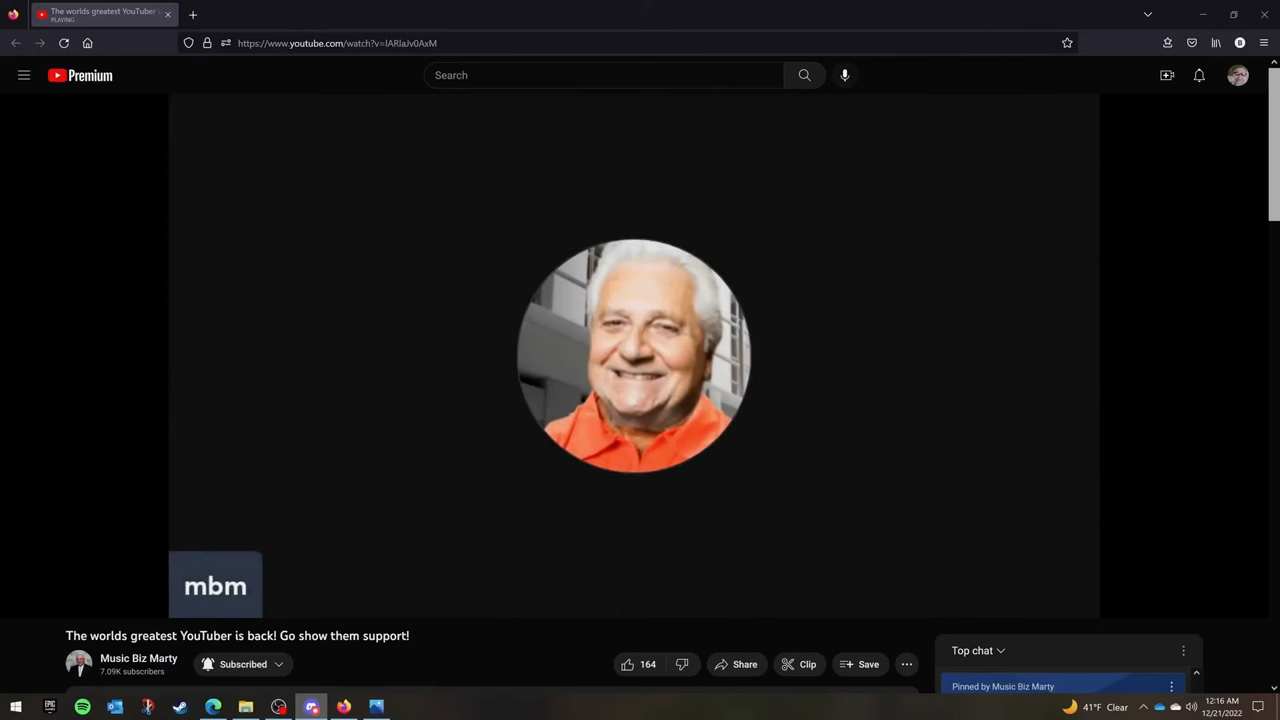 The worlds greatest YouTuber is
PLAYING
https://www.youtube.com/watch?v=lARlaJv0AxM
B
Premium
Search
mbm
The worlds greatest YouTuber is back! Go show them support!
Music Biz Marty
7.09K subscribers
Subscribed
164
Share
Clip
Save
Top chat
Pinned by Music Biz Marty
EPIC
41°F Clear
12:16 AM
12/21/2022